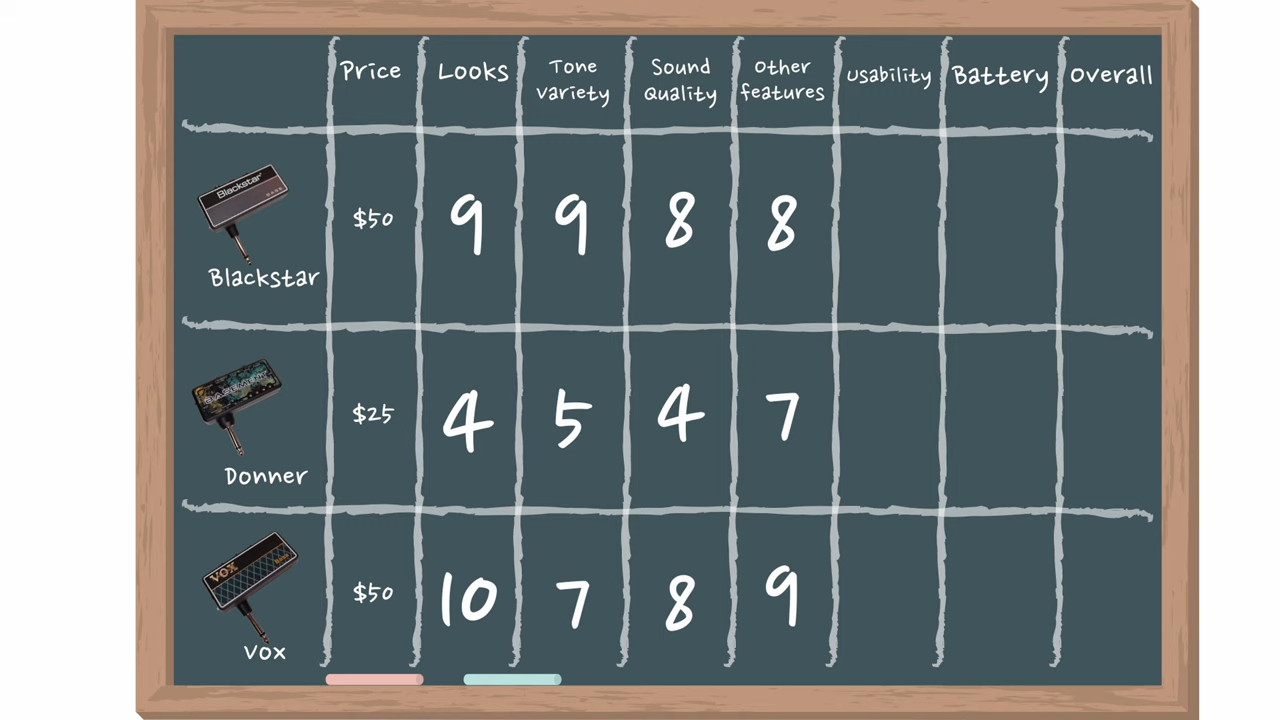 Price Looks Tone Variety Sound Quality Other features Usability Battery Overall
Blackstar
$50 9 9 8 8
Blackstar
BASEMENT
$25 4 5 4 7
Donner
VOX
$50 10 7 8 9
VOX